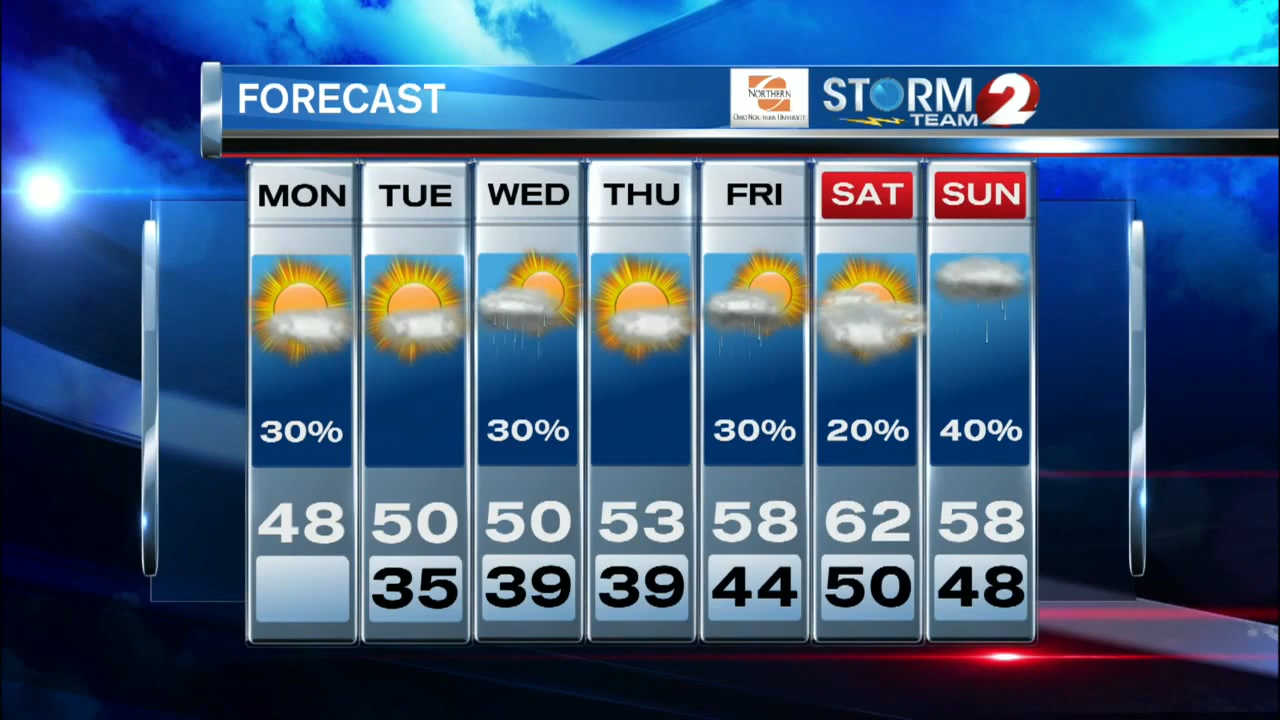 FORECAST
NORTHERN
OHIO NORTHERN UNIVERSITY
STORM
TEAM 2
MON TUE WED THU FRI SAT SUN
30% 30% 30% 20% 40%
48 50 50 53 58 62 58
35 39 39 44 50 48